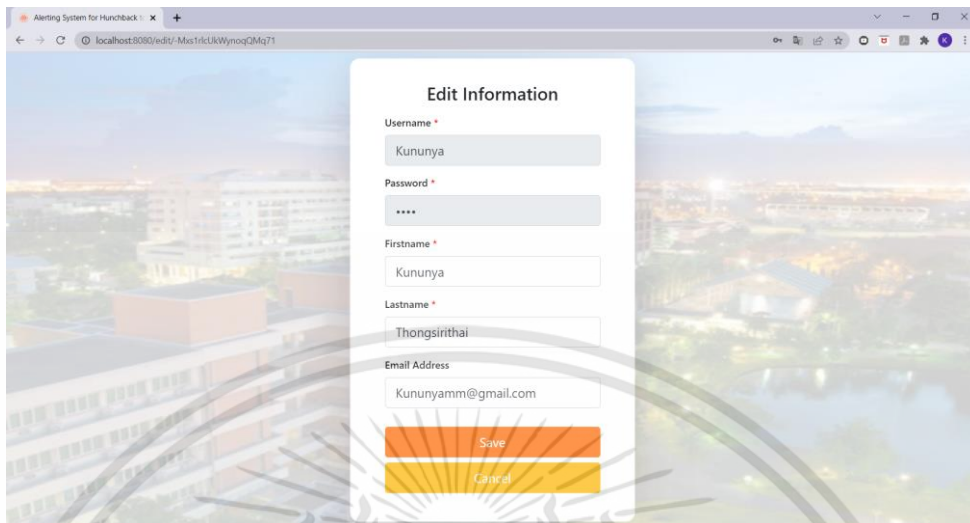 Alerting System for Hunchback t
localhost:8080/edit/-Mxs1rlcUkWynoqQMq71
K
Edit Information
Username *
Kununya
Password *
••••
Firstname *
Kununya
Lastname *
Thongsirithai
Email Address
Kununyamm@gmail.com
Save
Cancel